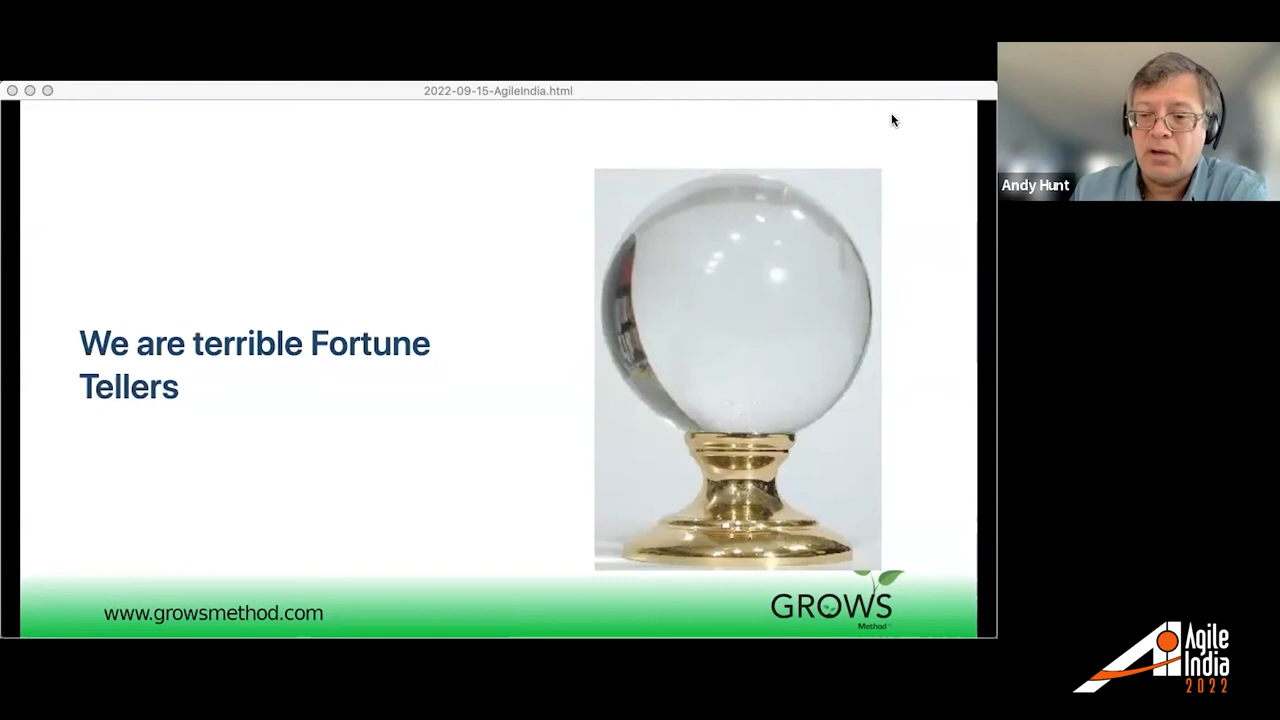 2022-09-15-AgileIndia.html
We are terrible Fortune
Tellers
www.growsmethod.com
GROWS
Method
Andy Hunt
Agile
India
2022